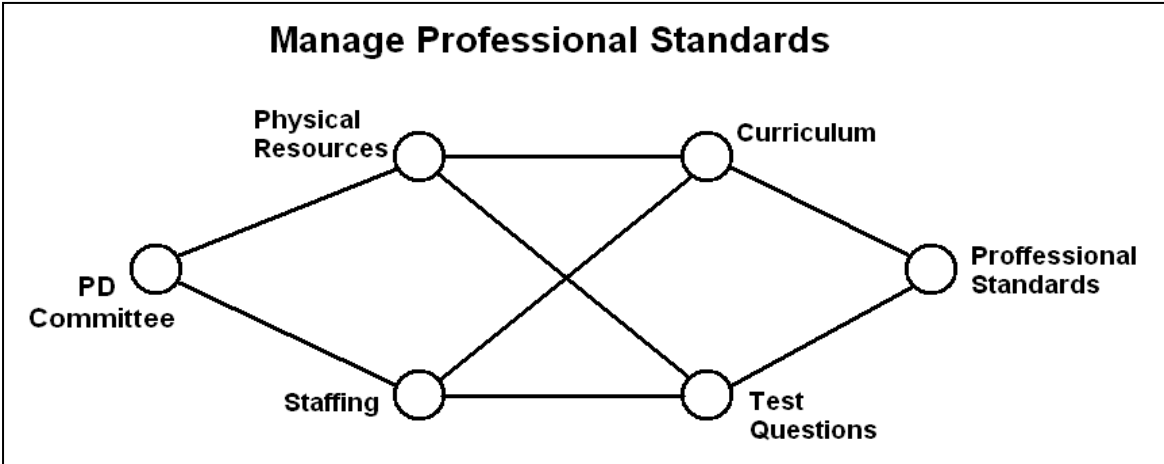 Manage Professional Standards
Physical
Resources
Curriculum
PD
Committee
Proffessional
Standards
Staffing
Test
Questions